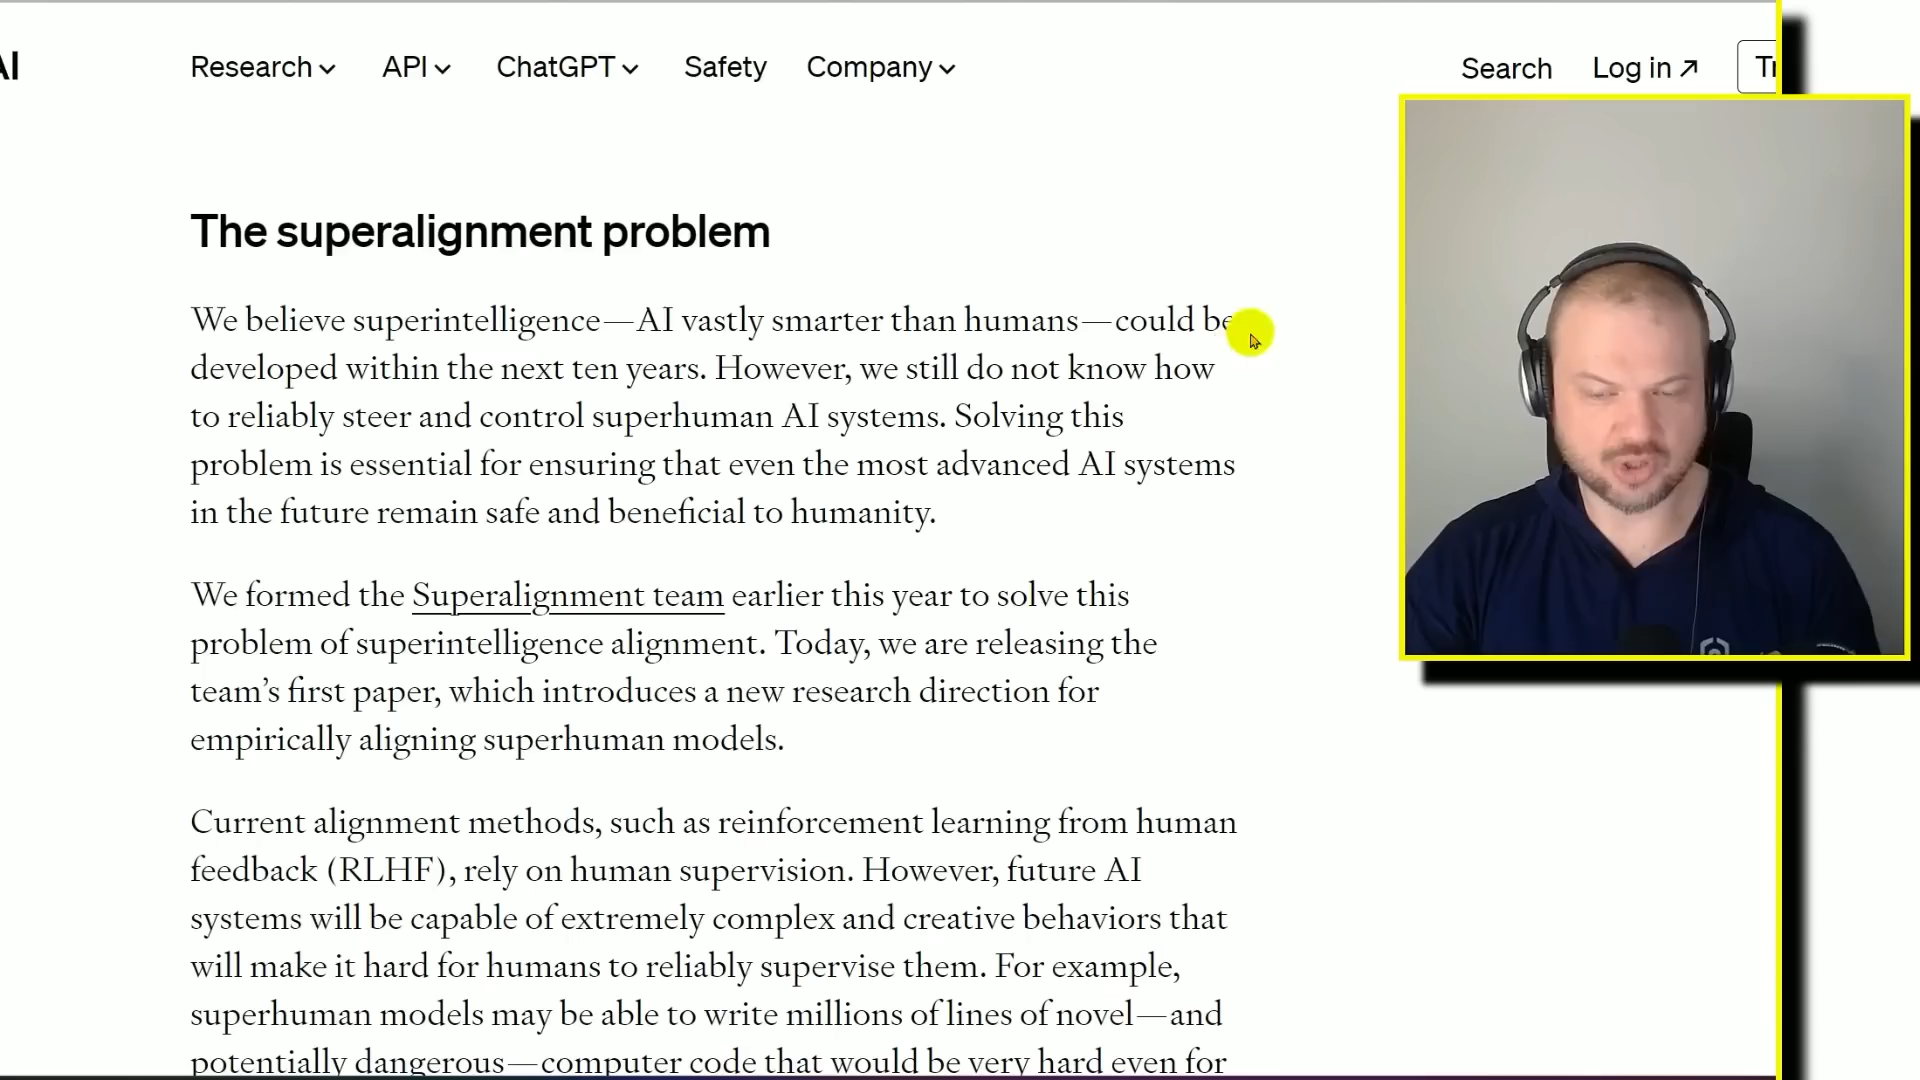 AI
Research
API
ChatGPT
Safety
Company
Search
Log in ↗
The superalignment problem
We believe superintelligence—AI vastly smarter than humans—could be
developed within the next ten years. However, we still do not know how
to reliably steer and control superhuman AI systems. Solving this
problem is essential for ensuring that even the most advanced AI systems
in the future remain safe and beneficial to humanity.
We formed the Superalignment team earlier this year to solve this
problem of superintelligence alignment. Today, we are releasing the
team’s first paper, which introduces a new research direction for
empirically aligning superhuman models.
Current alignment methods, such as reinforcement learning from human
feedback (RLHF), rely on human supervision. However, future AI
systems will be capable of extremely complex and creative behaviors that
will make it hard for humans to reliably supervise them. For example,
superhuman models may be able to write millions of lines of novel—and
potentially dangerous—computer code that would be very hard even for